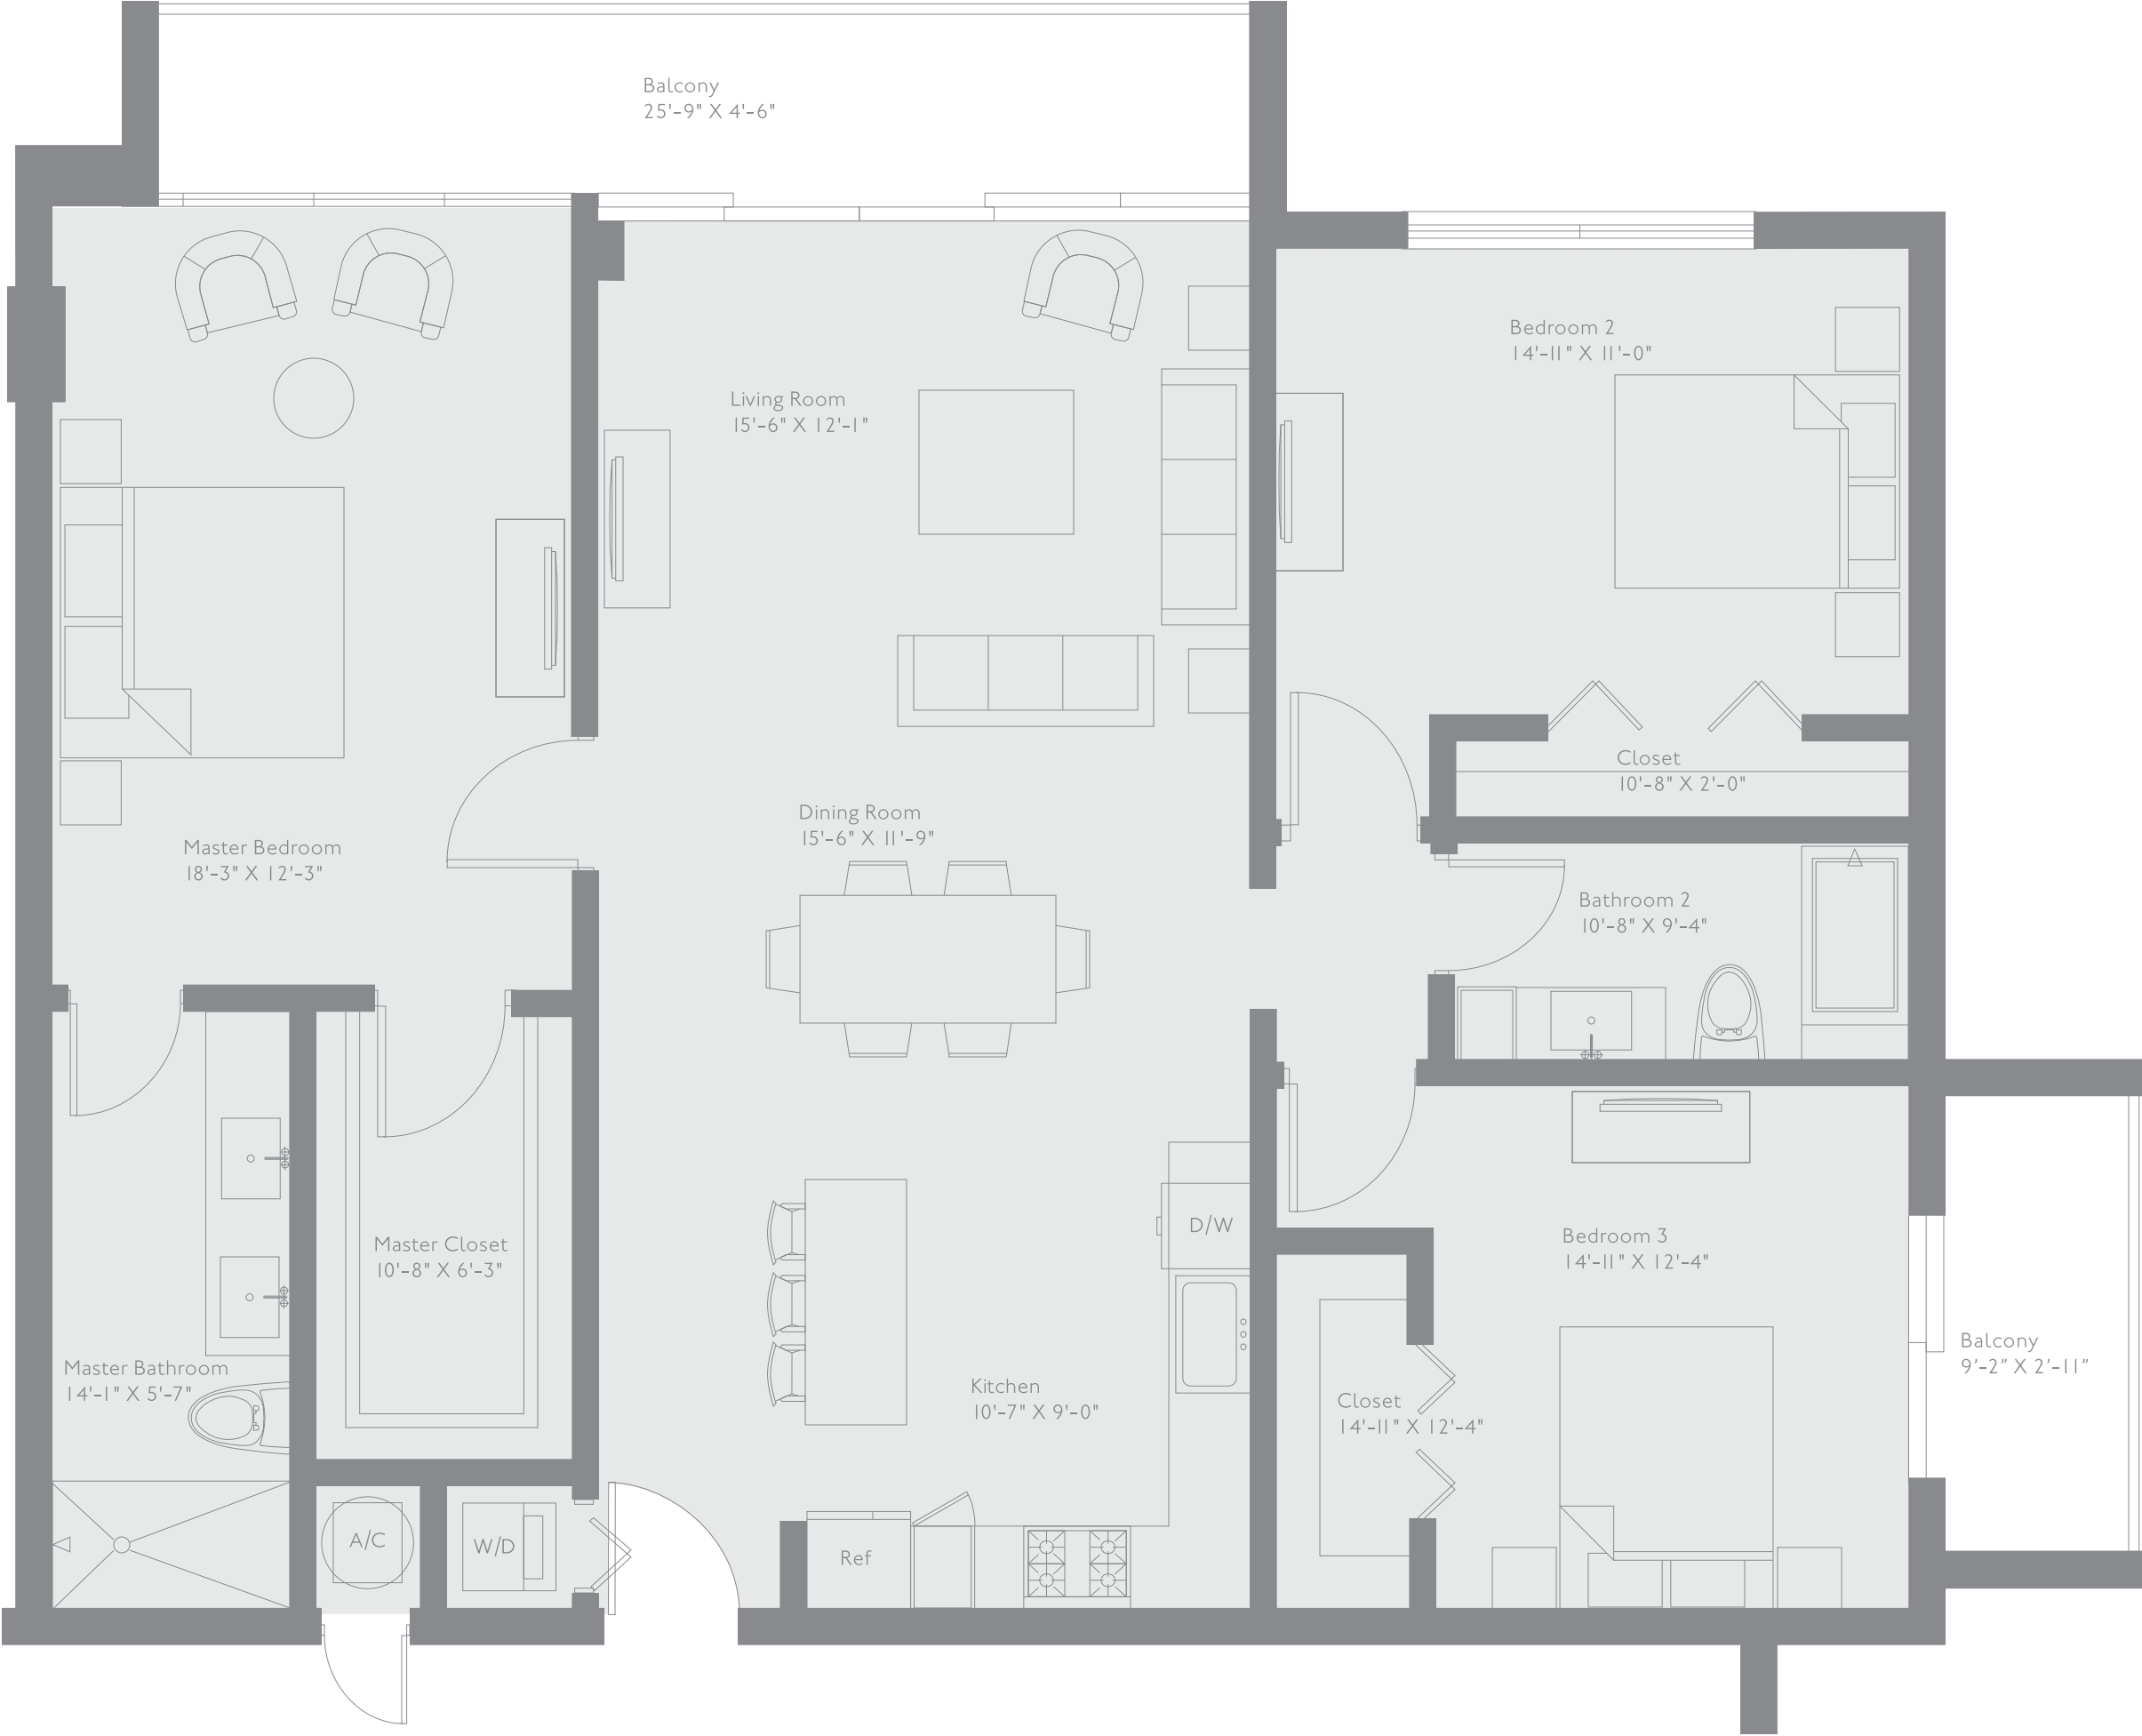 Balcony
25'-9" X 4'-6"
Bedroom 2
14'-11" X 11'-0"
Living Room
15'-6" X 12'-1"
Closet
10'-8" X 2'-0"
Dining Room
15'-6" X 11'-9"
Master Bedroom
18'-3" X 12'-3"
Bathroom 2
10'-8" X 9'-4"
D/W
Master Closet
10'-8" X 6'-3"
Bedroom 3
14'-11" X 12'-4"
Balcony
9'-2" X 2'-11"
Master Bathroom
14'-1" X 5'-7"
Kitchen
10'-7" X 9'-0"
Closet
14'-11" X 12'-4"
A/C
W/D
Ref